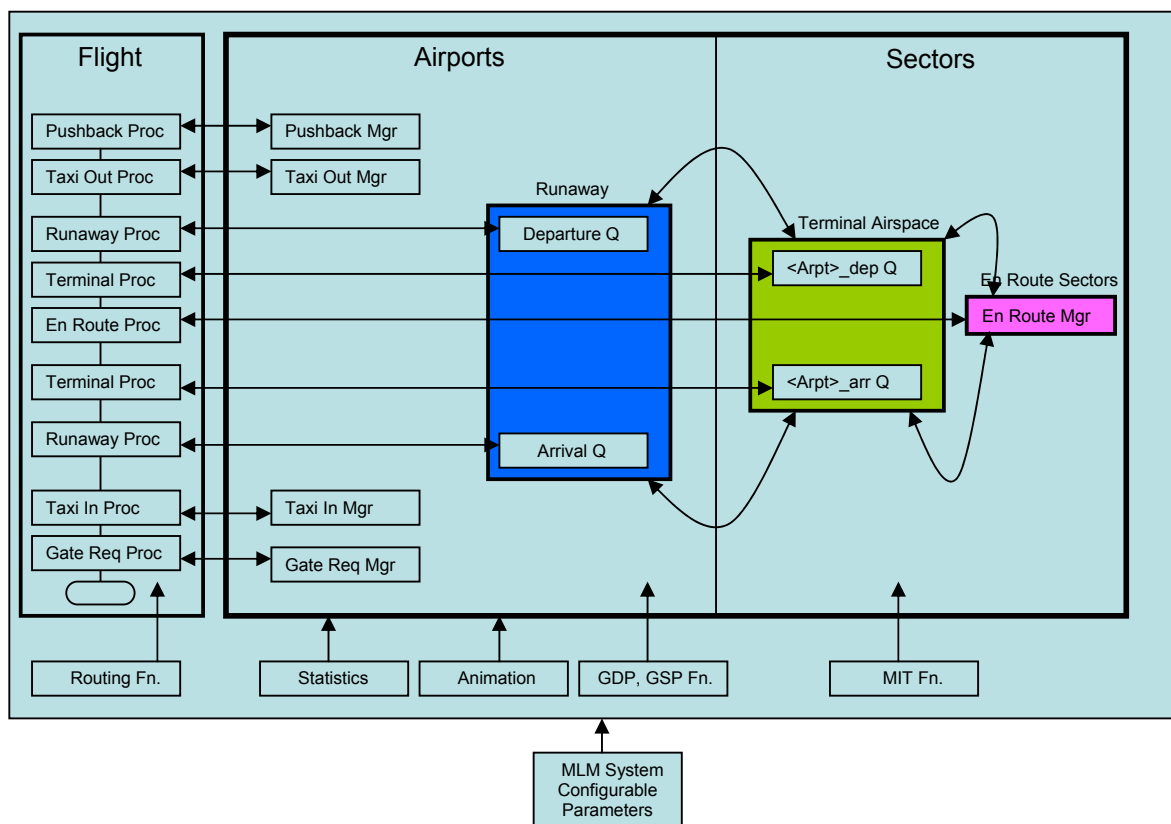 Flight
Airports
Sectors
Pushback Proc
Pushback Mgr
Taxi Out Proc
Taxi Out Mgr
Runaway
Runaway Proc
Departure Q
Terminal Airspace
Terminal Proc
<Arpt>_dep Q
En Route Sectors
En Route Proc
En Route Mgr
Terminal Proc
<Arpt>_arr Q
Runaway Proc
Arrival Q
Taxi In Proc
Taxi In Mgr
Gate Req Proc
Gate Req Mgr
Routing Fn.
Statistics
Animation
GDP, GSP Fn.
MIT Fn.
MLM System
Configurable
Parameters